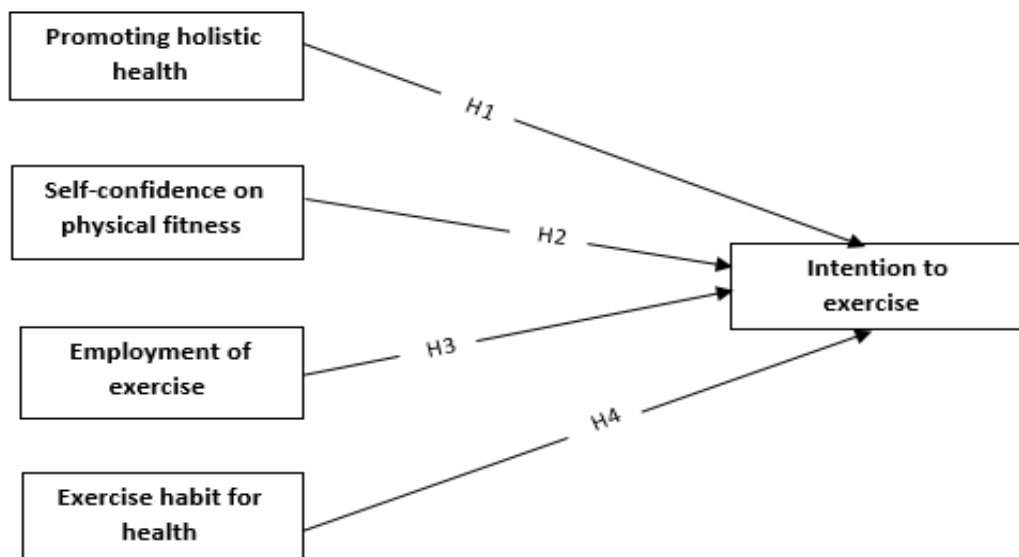 Promoting holistic
health
H1
Self-confidence on
physical fitness
H2
Intention to
exercise
Employment of
exercise
H3
H4
Exercise habit for
health